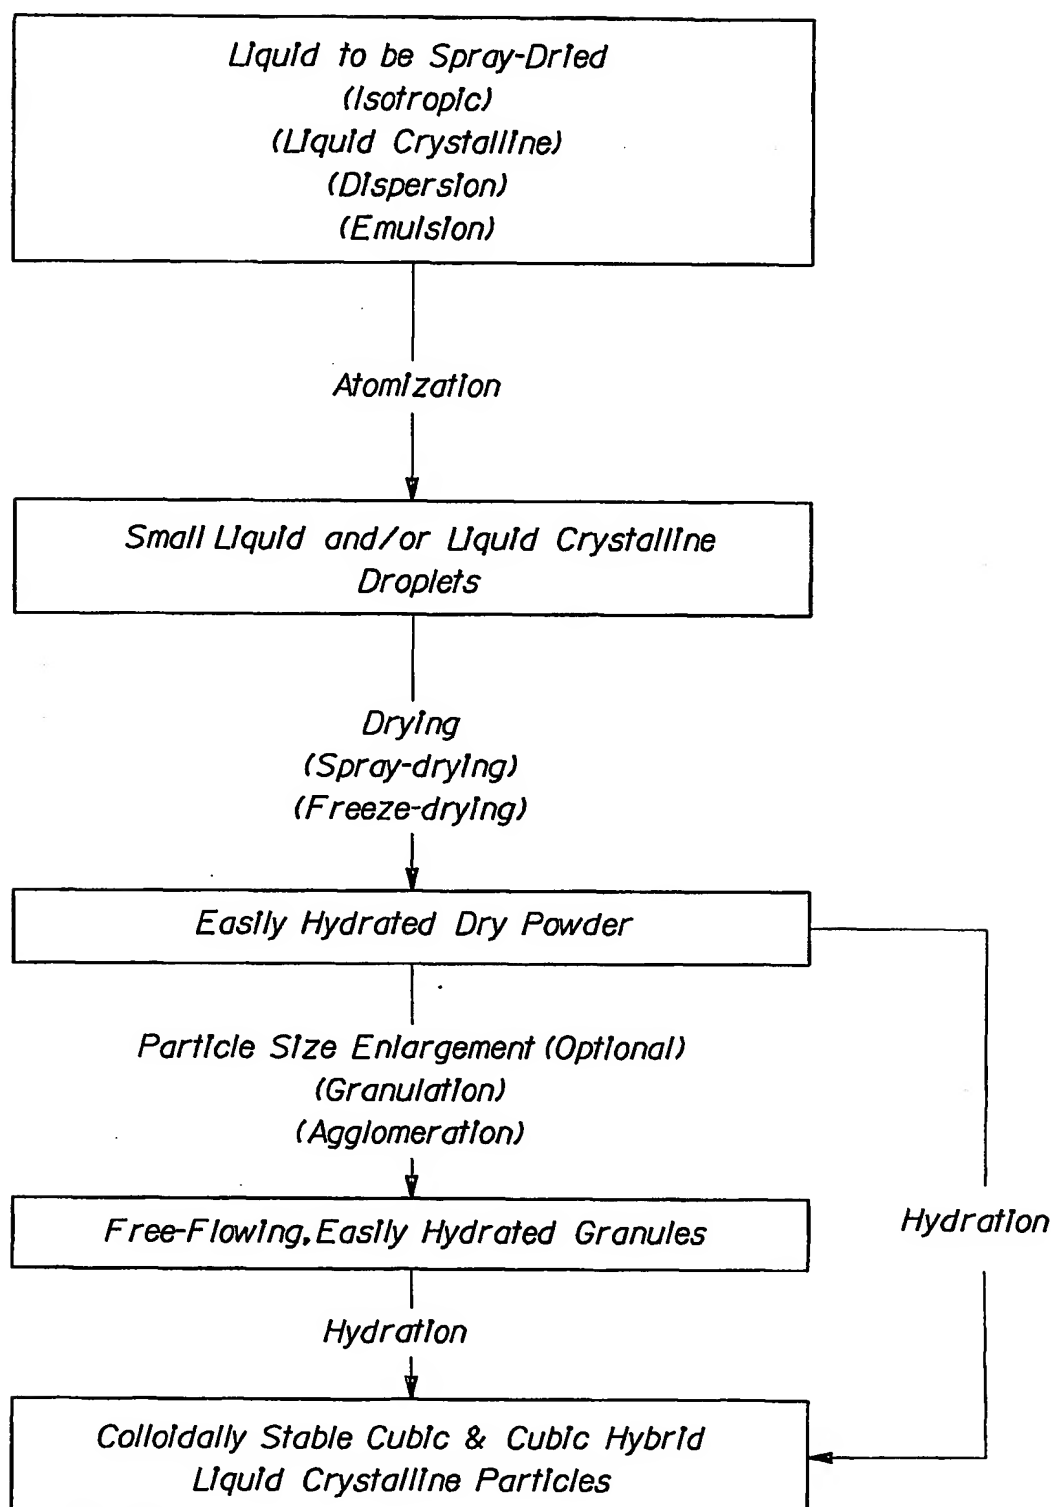 Liquid to be Spray-Dried
(Isotropic)
(Liquid Crystalline)
(Dispersion)
(Emulsion)
Atomization
Small Liquid and/or Liquid Crystalline
Droplets
Drying
(Spray-drying)
(Freeze-drying)
Easily Hydrated Dry Powder
Particle Size Enlargement (Optional)
(Granulation)
(Agglomeration)
Free-Flowing, Easily Hydrated Granules
Hydration
Hydration
Colloidally Stable Cubic & Cubic Hybrid
Liquid Crystalline Particles